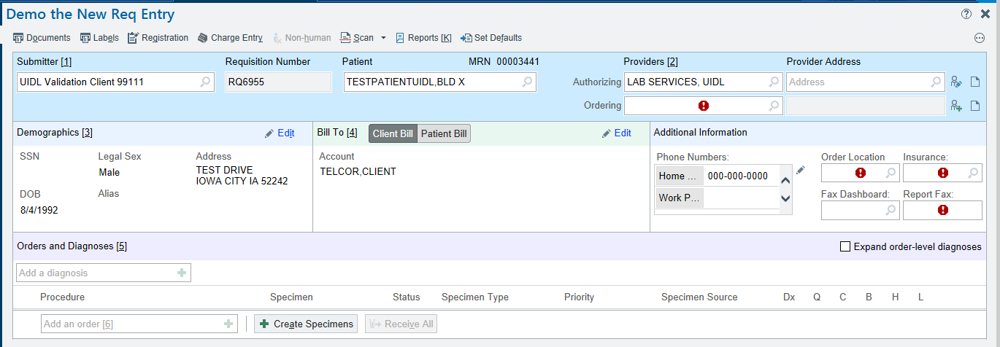 Demo the New Req Entry
Documents Labels Registration Charge Entry Non-human Scan Reports [K] Set Defaults
Submitter [1] Requisition Number Patient MRN 00003441 Providers [2] Provider Address
UIDL Validation Client 99111 RQ6955 TESTPATIENTUIDL,BLD X Authorizing LAB SERVICES, UIDL Address
Ordering
Demographics [3] Edit Bill To [4] Client Bill Patient Bill Edit Additional Information
SSN Legal Sex Address Account Phone Numbers: Order Location Insurance:
Male TEST DRIVE TELCOR,CLIENT Home ... 000-000-0000
IOWA CITY IA 52242
DOB Alias Work P... Fax Dashboard: Report Fax:
8/4/1992
Orders and Diagnoses [5] Expand order-level diagnoses
Add a diagnosis
Procedure Specimen Status Specimen Type Priority Specimen Source Dx Q C B H L
Add an order [6] Create Specimens Receive All